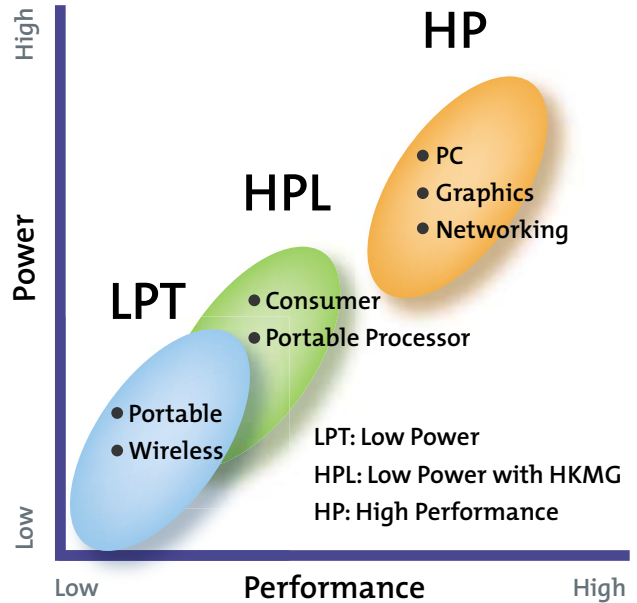 High
HP
PC
Graphics
Networking
HPL
Power
LPT
Consumer
Portable Processor
Portable
Wireless
LPT: Low Power
HPL: Low Power with HKMG
HP: High Performance
Low
Low
Performance
High